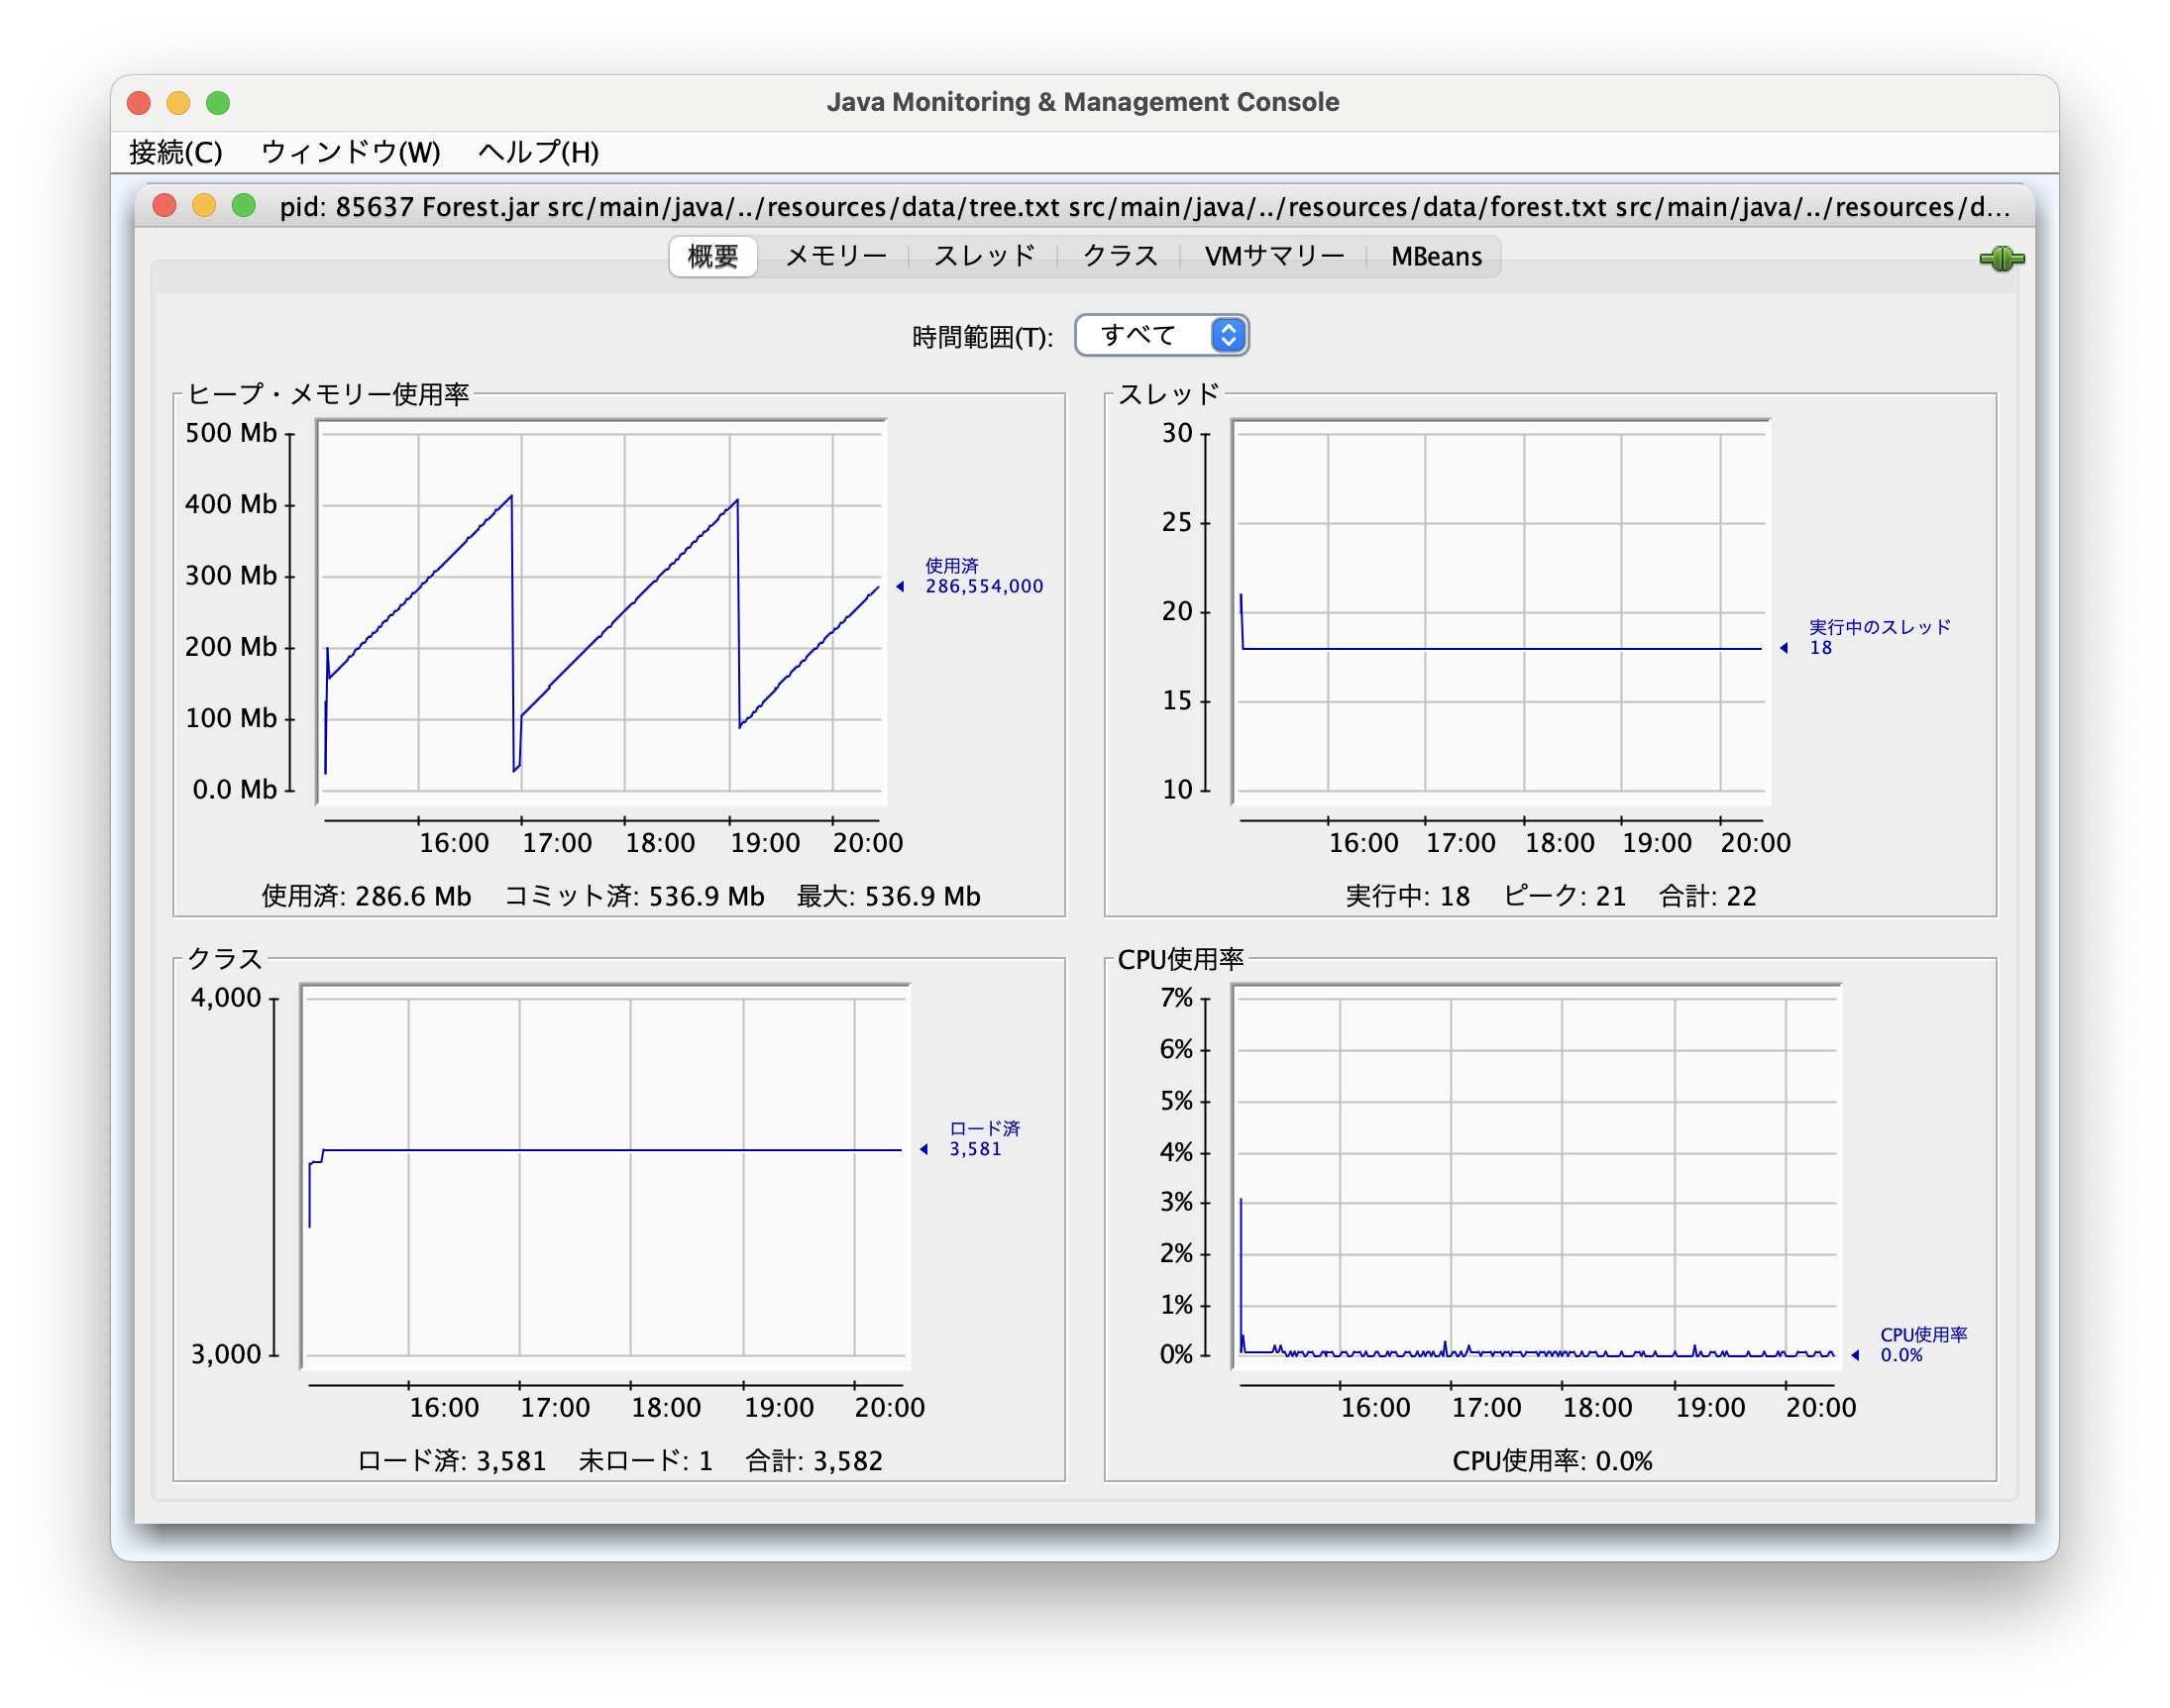 Java Monitoring & Management Console
接続(C) ウィンドウ(W) ヘルプ(H)
pid: 85637 Forest.jar src/main/java/../resources/data/tree.txt src/main/java/../resources/data/forest.txt src/main/java/../resources/d...
概要 メモリー スレッド クラス VMサマリー MBeans
時間範囲(T): すべて
ヒープ・メモリー使用率
500 Mb
400 Mb
300 Mb
200 Mb
100 Mb
0.0 Mb
使用済
286,554,000
16:00 17:00 18:00 19:00 20:00
使用済: 286.6 Mb コミット済: 536.9 Mb 最大: 536.9 Mb
スレッド
30
25
20
15
10
実行中のスレッド
18
16:00 17:00 18:00 19:00 20:00
実行中: 18 ピーク: 21 合計: 22
クラス
4,000
3,000
ロード済
3,581
16:00 17:00 18:00 19:00 20:00
ロード済: 3,581 未ロード: 1 合計: 3,582
CPU使用率
7%
6%
5%
4%
3%
2%
1%
0%
CPU使用率
0.0%
16:00 17:00 18:00 19:00 20:00
CPU使用率: 0.0%